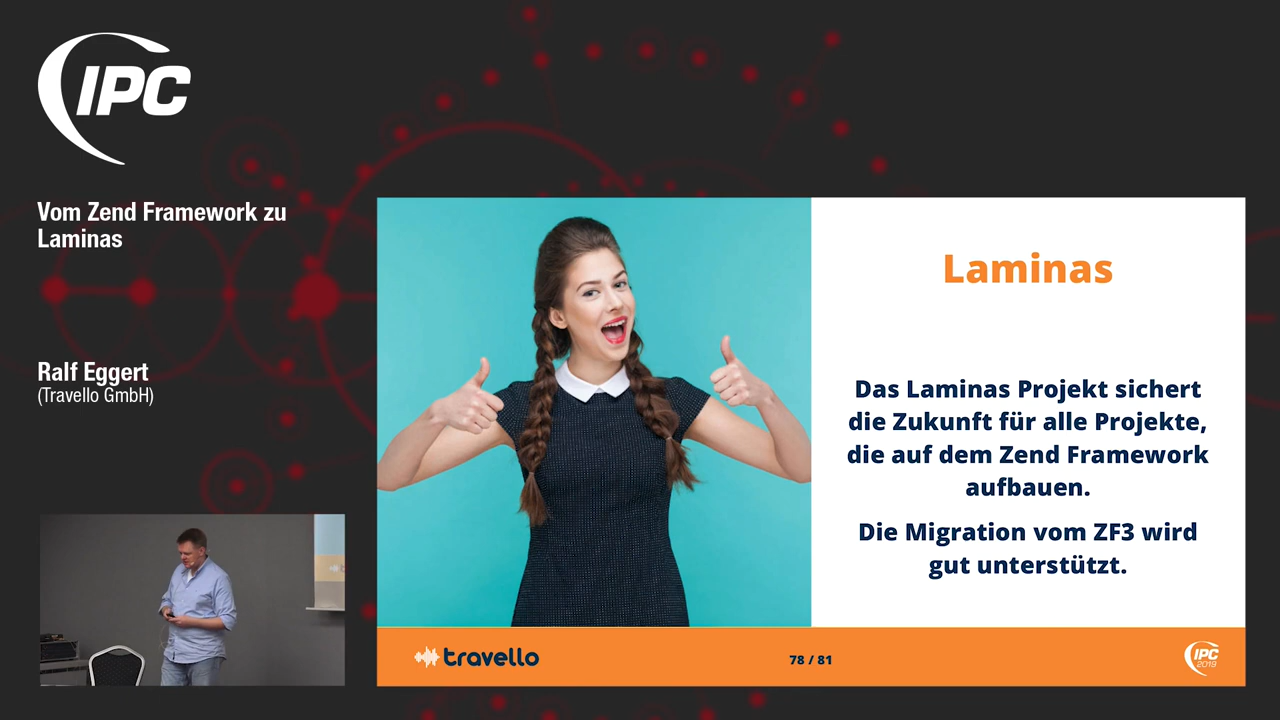 IPC
Vom Zend Framework zu
Laminas
Ralf Eggert
(Travello GmbH)
Laminas
Das Laminas Projekt sichert
die Zukunft für alle Projekte,
die auf dem Zend Framework
aufbauen.
Die Migration vom ZF3 wird
gut unterstützt.
travello
78 / 81
IPC
2019